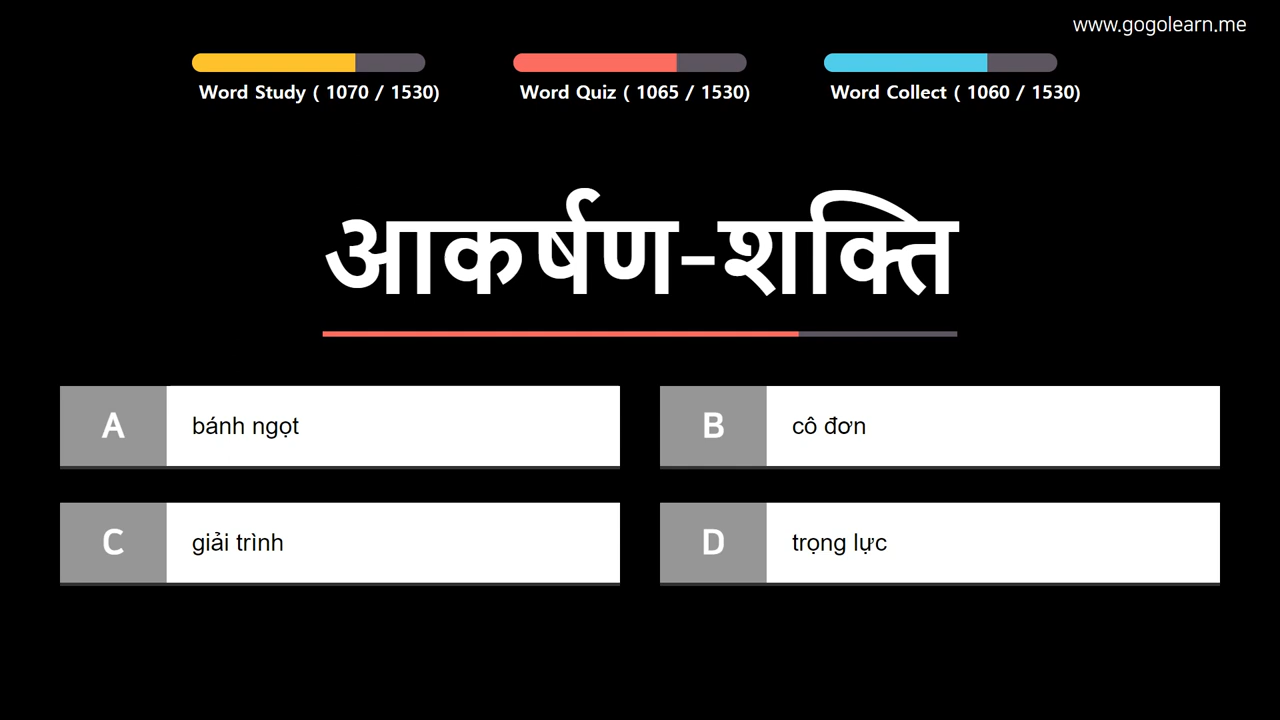 www.gogolearn.me
Word Study ( 1070 / 1530)
Word Quiz ( 1065 / 1530)
Word Collect ( 1060 / 1530)
आकर्षण-शक्ति
A
bánh ngọt
B
cô đơn
C
giải trình
D
trọng lực